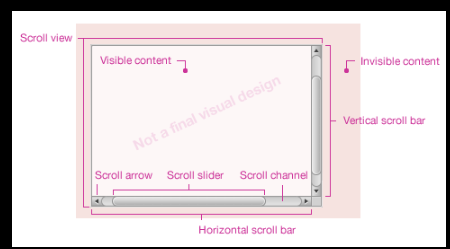 Scroll view
Visible content
Invisible content
Not a final visual design
Vertical scroll bar
Scroll arrow
Scroll slider
Scroll channel
Horizontal scroll bar